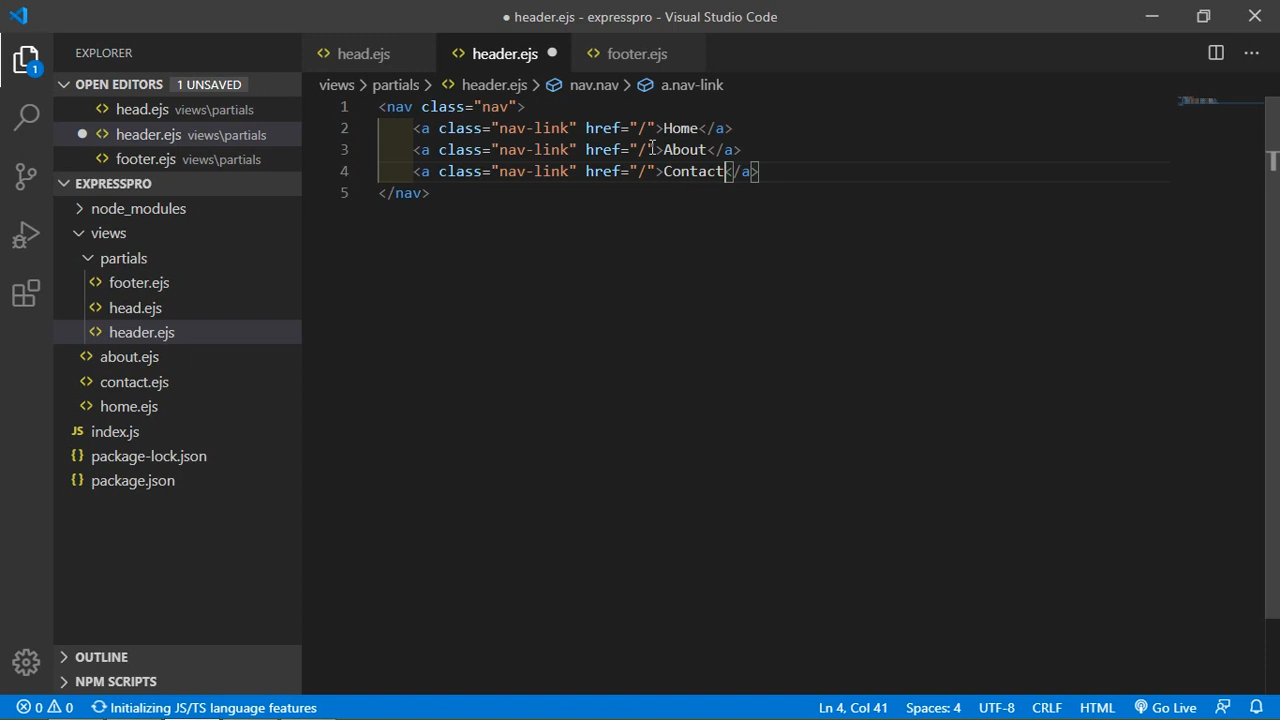 ● header.ejs - expresspro - Visual Studio Code
EXPLORER
OPEN EDITORS 1 UNSAVED
head.ejs views\partials
header.ejs views\partials
footer.ejs views\partials
EXPRESSPRO
node_modules
views
partials
footer.ejs
head.ejs
header.ejs
about.ejs
contact.ejs
home.ejs
JS index.js
{} package-lock.json
{} package.json
OUTLINE
NPM SCRIPTS
1
head.ejs
header.ejs
footer.ejs
views > partials > header.ejs > nav.nav > a.nav-link
1 <nav class="nav">
2 <a class="nav-link" href="/">Home</a>
3 <a class="nav-link" href="/">About</a>
4 <a class="nav-link" href="/">Contact</a>
5 </nav>
0 0 Initializing JS/TS language features
Ln 4, Col 41 Spaces: 4 UTF-8 CRLF HTML Go Live